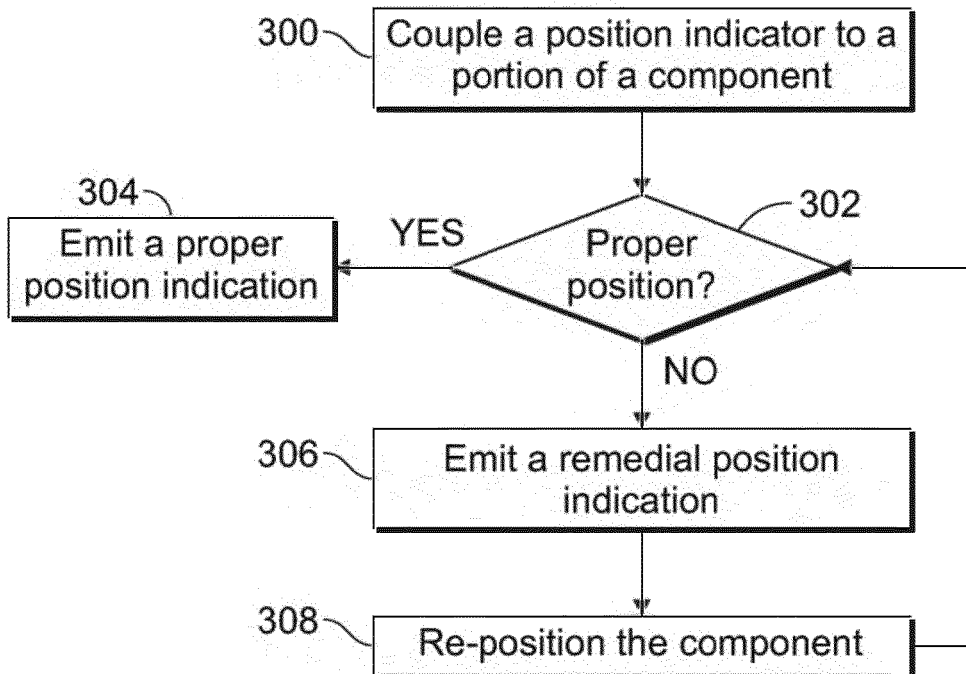 300
Couple a position indicator to a
portion of a component
304
302
YES
Emit a proper
position indication
Proper
position?
NO
306
Emit a remedial position
indication
308
Re-position the component